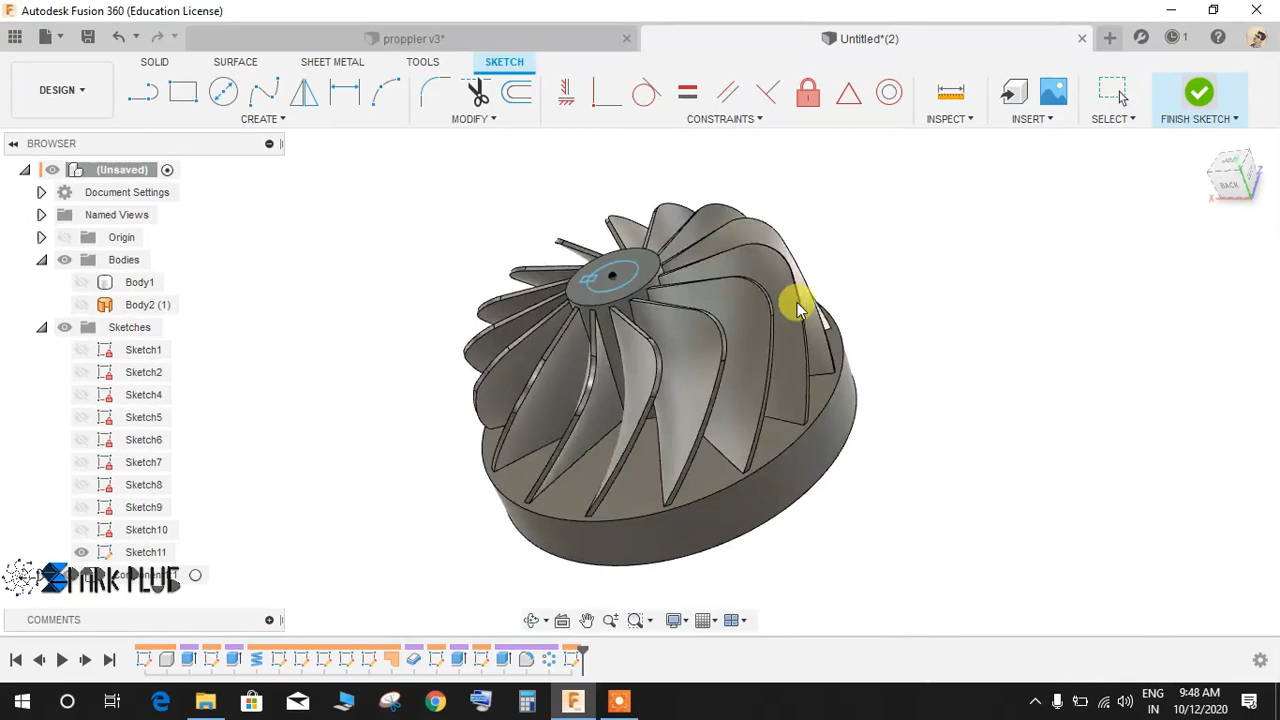 Autodesk Fusion 360 (Education License)
proppler v3*
Untitled*(2)
1
DESIGN
SOLID
SURFACE
SHEET METAL
TOOLS
SKETCH
CREATE
MODIFY
CONSTRAINTS
INSPECT
INSERT
SELECT
FINISH SKETCH
BROWSER
(Unsaved)
Document Settings
Named Views
Origin
Bodies
Body1
Body2 (1)
Sketches
Sketch1
Sketch2
Sketch4
Sketch5
Sketch6
Sketch7
Sketch8
Sketch9
Sketch10
Sketch11
BACK
X
Z
COMMENTS
ENG
IN
9:48 AM
10/12/2020